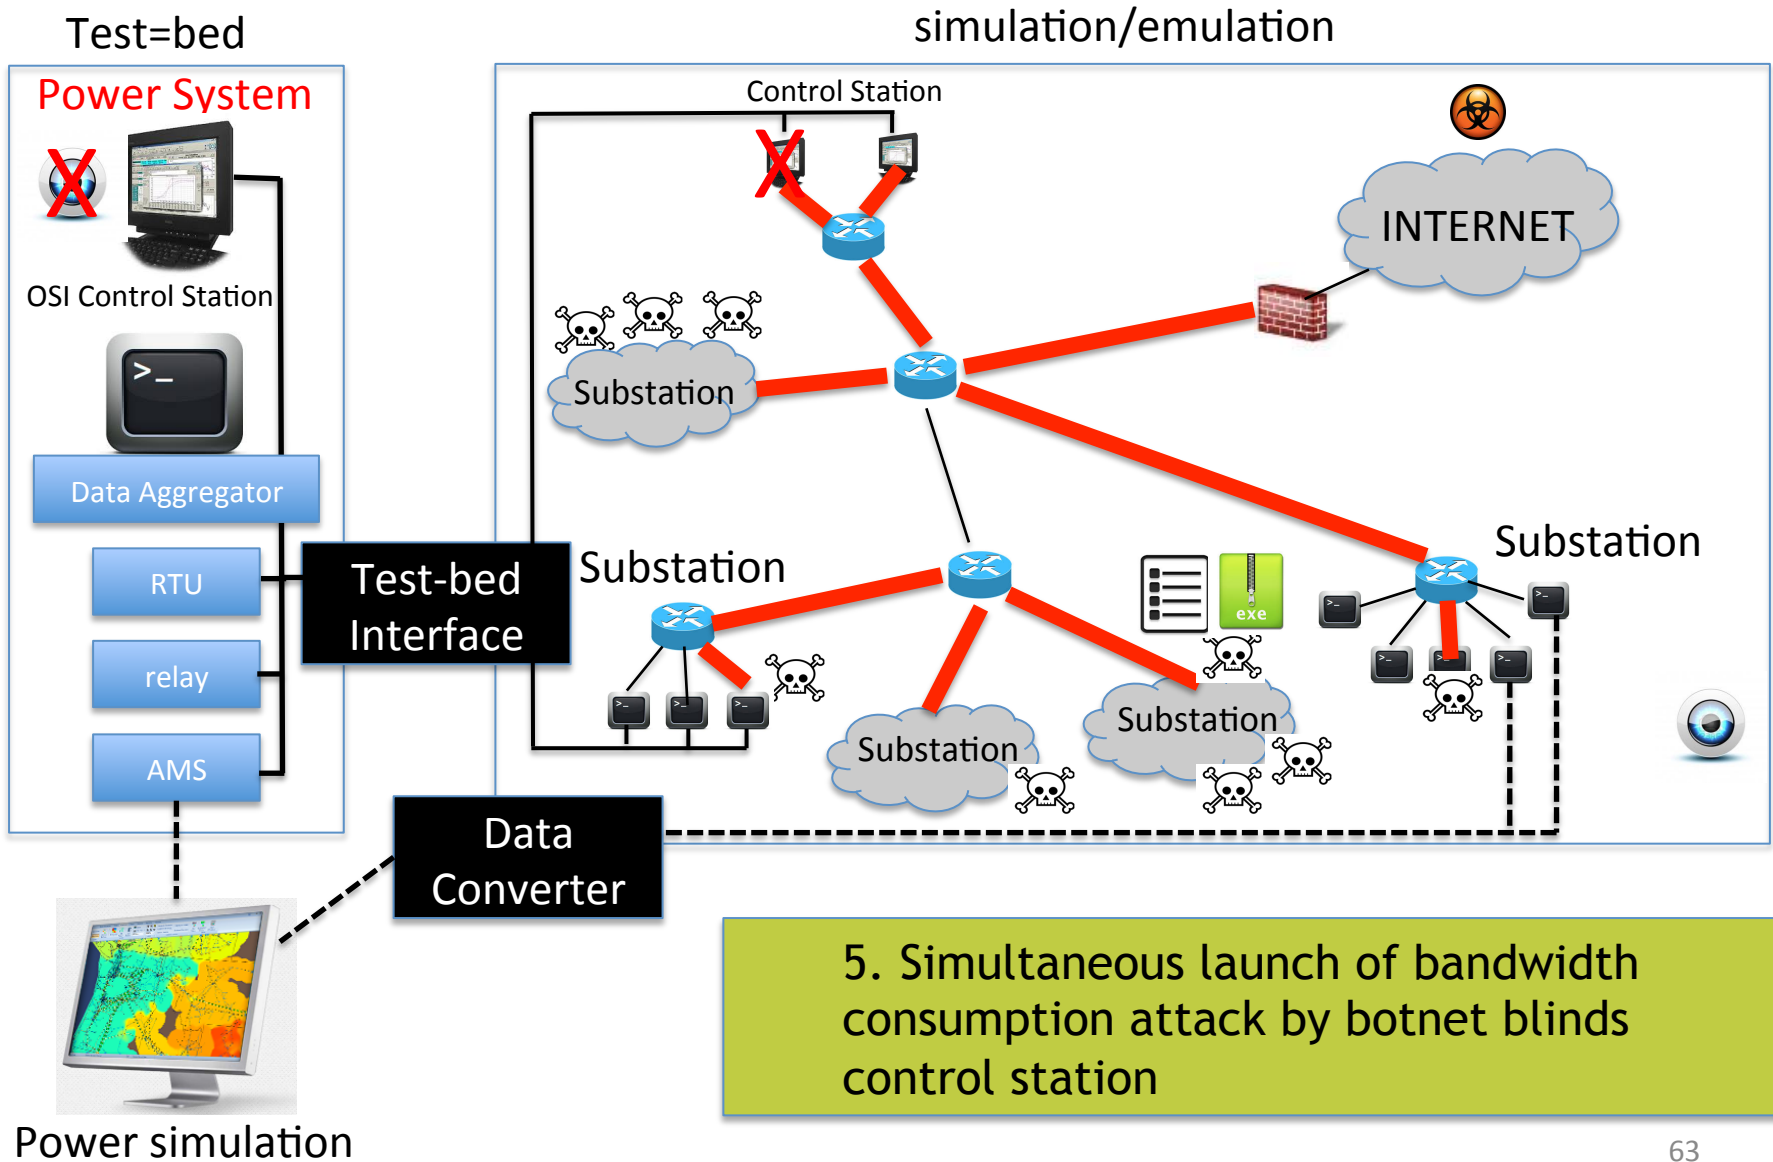 Test=bed
simulation/emulation
Power System
OSI Control Station
>_
Data Aggregator
RTU
relay
AMS
Test-bed
Interface
Data
Converter
Power simulation
Control Station
INTERNET
Substation
Substation
Substation
Substation
exe
Substation
5. Simultaneous launch of bandwidth
consumption attack by botnet blinds
control station
63